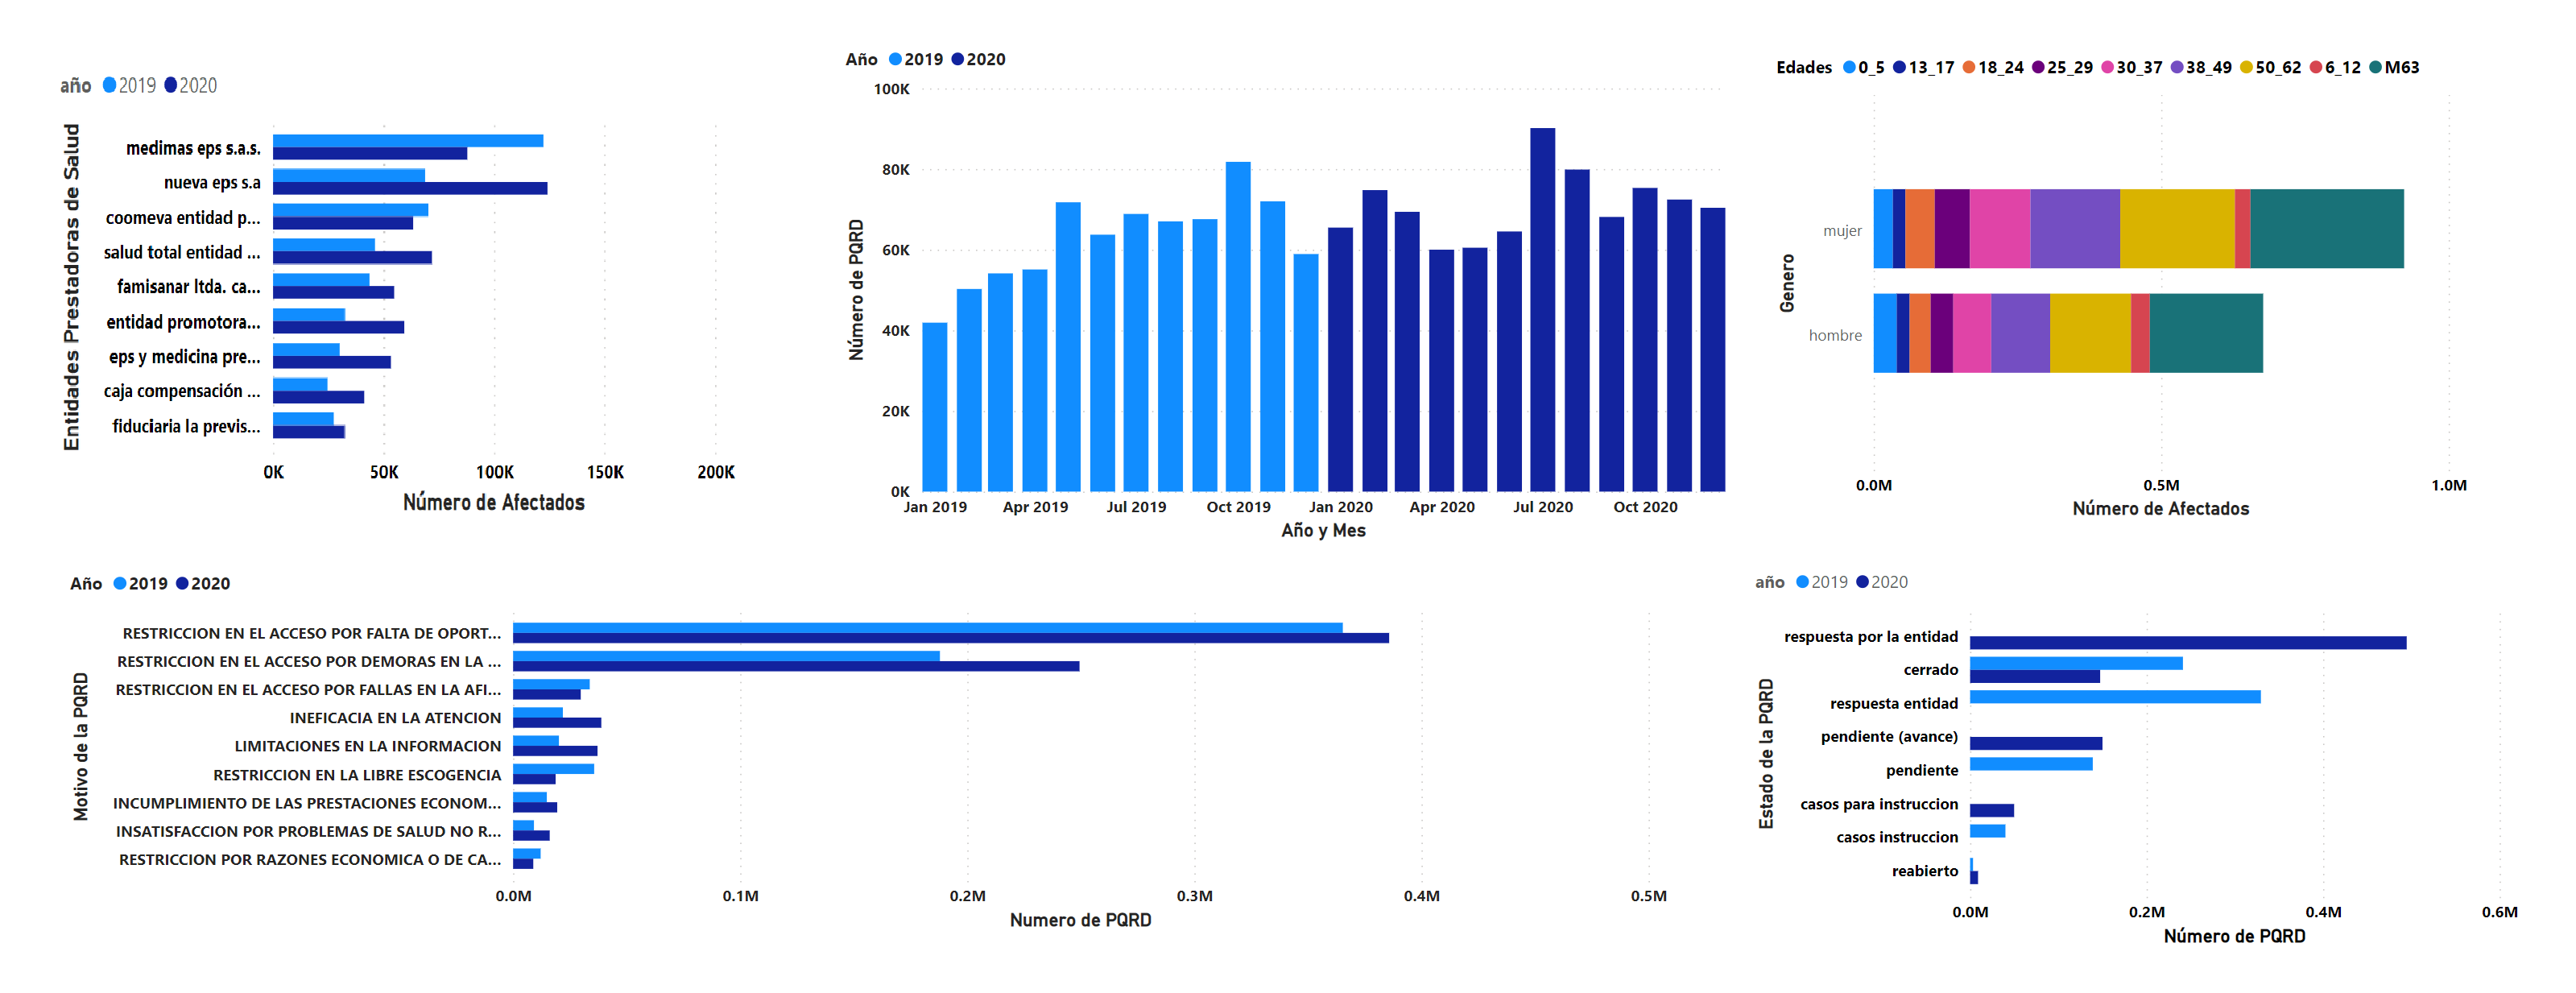 año 2019 2020
Entidades Prestadoras de Salud
medimas eps s.a.s.
nueva eps s.a
coomeva entidad p...
salud total entidad ...
famisanar ltda. ca...
entidad promotora...
eps y medicina pre...
caja compensación ...
fiduciaria la previs...
0K 50K 100K 150K 200K
Número de Afectados
Año 2019 2020
Número de PQRD
100K
80K
60K
40K
20K
0K
Jan 2019 Apr 2019 Jul 2019 Oct 2019 Jan 2020 Apr 2020 Jul 2020 Oct 2020
Año y Mes
Edades 0_5 13_17 18_24 25_29 30_37 38_49 50_62 6_12 M63
Genero
mujer
hombre
0.0M 0.5M 1.0M
Número de Afectados
Año 2019 2020
Motivo de la PQRD
RESTRICCION EN EL ACCESO POR FALTA DE OPORT...
RESTRICCION EN EL ACCESO POR DEMORAS EN LA ...
RESTRICCION EN EL ACCESO POR FALLAS EN LA AFI...
INEFICACIA EN LA ATENCION
LIMITACIONES EN LA INFORMACION
RESTRICCION EN LA LIBRE ESCOGENCIA
INCUMPLIMIENTO DE LAS PRESTACIONES ECONOM...
INSATISFACCION POR PROBLEMAS DE SALUD NO R...
RESTRICCION POR RAZONES ECONOMICA O DE CA...
0.0M 0.1M 0.2M 0.3M 0.4M 0.5M
Numero de PQRD
año 2019 2020
Estado de la PQRD
respuesta por la entidad
cerrado
respuesta entidad
pendiente (avance)
pendiente
casos para instruccion
casos instruccion
reabierto
0.0M 0.2M 0.4M 0.6M
Número de PQRD